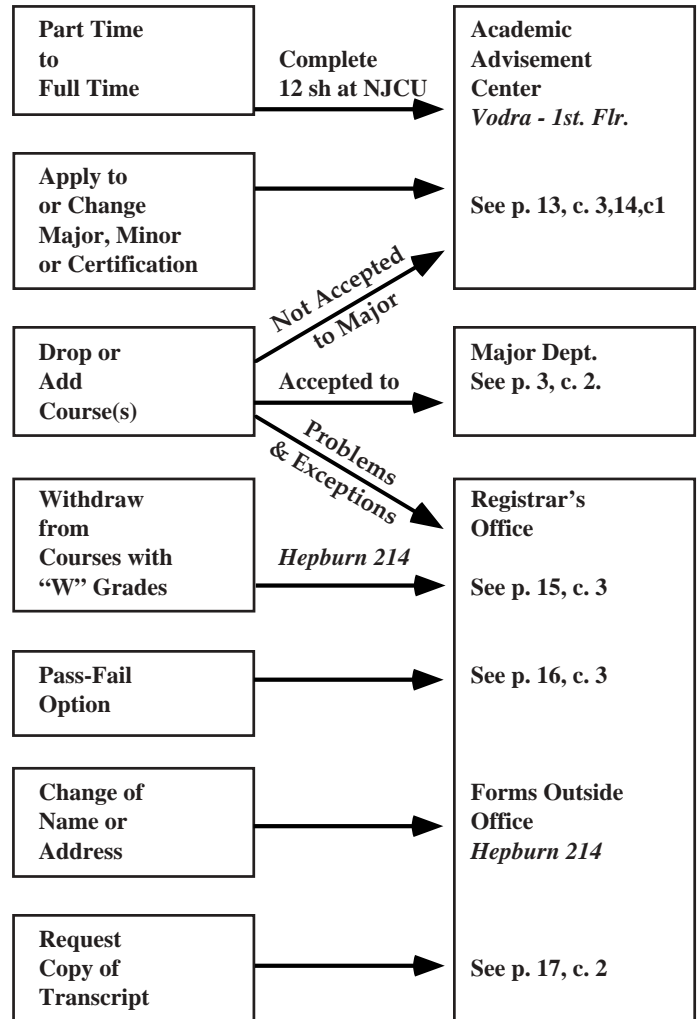 Part Time
to
Full Time
Complete
12 sh at NJCU
Academic
Advisement
Center
Vodra - 1st. Flr.
Apply to
or Change
Major, Minor
or Certification
See p. 13, c. 3,14,c1
Not Accepted
to Major
Drop or
Add
Course(s)
Accepted to
Major Dept.
See p. 3, c. 2.
Problems
& Exceptions
Withdraw
from
Courses with
“W” Grades
Hepburn 214
Registrar’s
Office
See p. 15, c. 3
Pass-Fail
Option
See p. 16, c. 3
Change of
Name or
Address
Forms Outside
Office
Hepburn 214
Request
Copy of
Transcript
See p. 17, c. 2